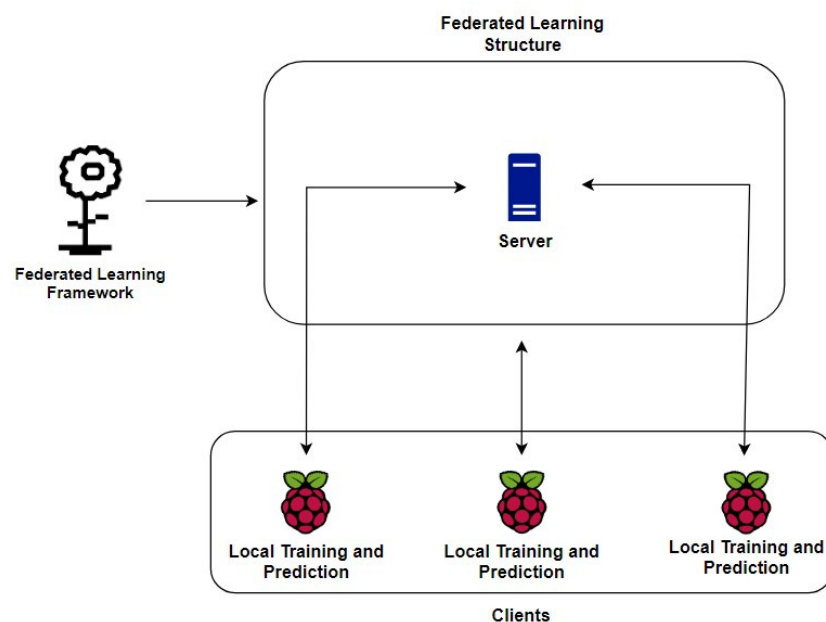 Federated Learning
Structure
Server
Federated Learning
Framework
Local Training and
Prediction
Local Training and
Prediction
Local Training and
Prediction
Clients